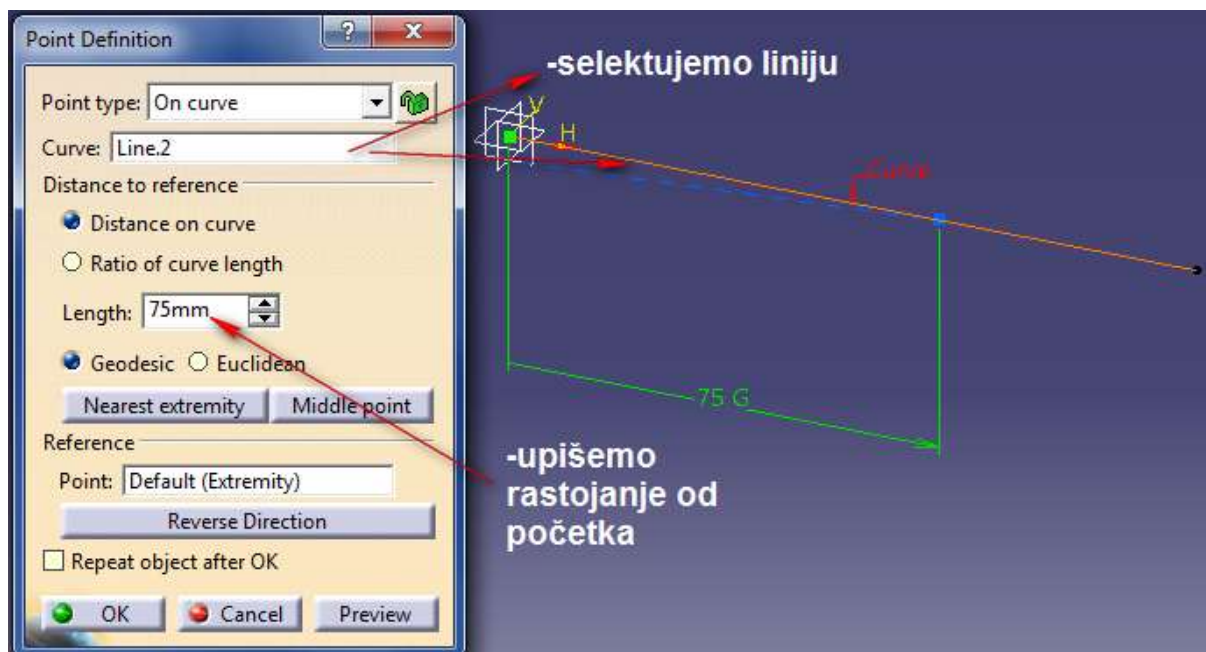 Point Definition
?
X
Point type: On curve
Curve: Line.2
Distance to reference
Distance on curve
Ratio of curve length
Length: 75mm
Geodesic Euclidean
Nearest extremity Middle point
Reference
Point: Default (Extremity)
Reverse Direction
Repeat object after OK
OK Cancel Preview
-selektujemo liniju
V
H
Curve
75 G
-upišemo
rastojanje od
početka